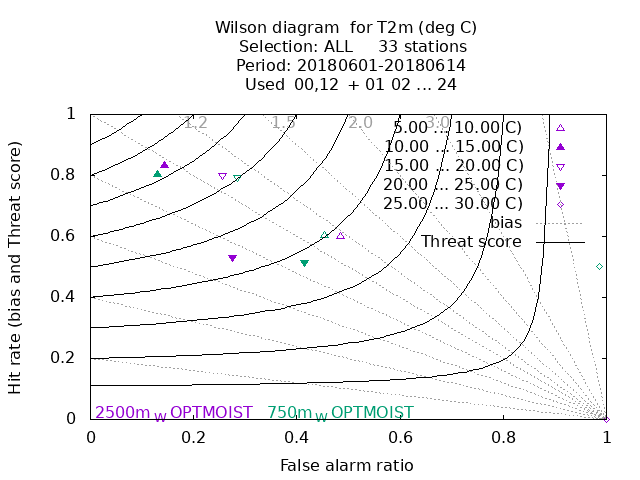 Wilson diagram  for T2m (deg C)
Selection: ALL     33 stations
Period: 20180601-20180614
Used  00,12  + 01 02 ... 24
1.2 1.5 2.0 3.0
5.00 ... 10.00 C)
10.00 ... 15.00 C)
15.00 ... 20.00 C)
20.00 ... 25.00 C)
25.00 ... 30.00 C)
bias
Threat score
Hit rate (bias and Threat score)
1
0.8
0.6
0.4
0.2
0
2500m_W OPTMOIST 750m_W OPTMOIST
0 0.2 0.4 0.6 0.8 1
False alarm ratio